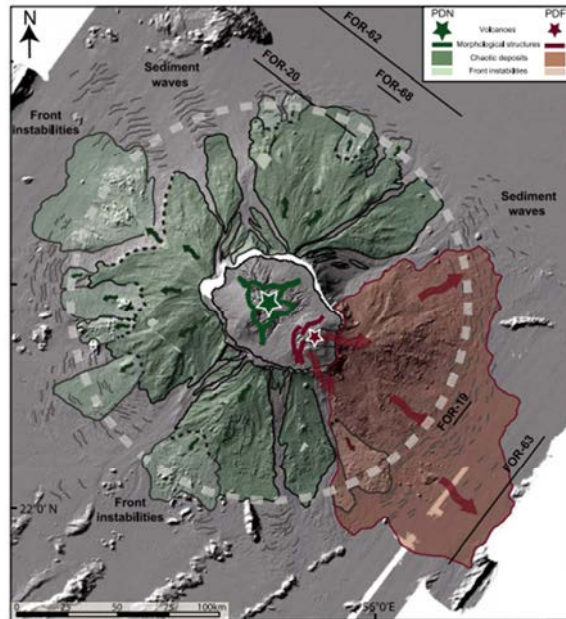 N
FOR-62
PDN
PDF
Volcanoes
Morphological structures
Chaotic deposits
Front instabilities
Sediment
waves
FOR-20
FOR-68
Front
instabilities
Sediment
waves
FOR-19
FOR-63
22°0' N
Front
instabilities
0 25 50 75 100km
55°0'E